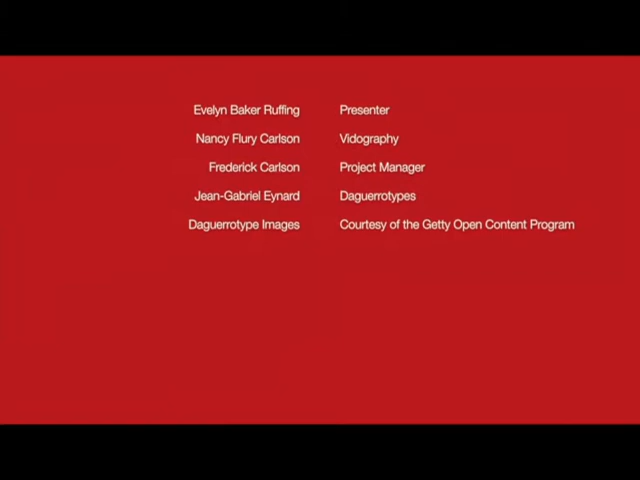 Evelyn Baker Ruffing Presenter
Nancy Flury Carlson Vidography
Frederick Carlson Project Manager
Jean-Gabriel Eynard Daguerrotypes
Daguerrotype Images Courtesy of the Getty Open Content Program